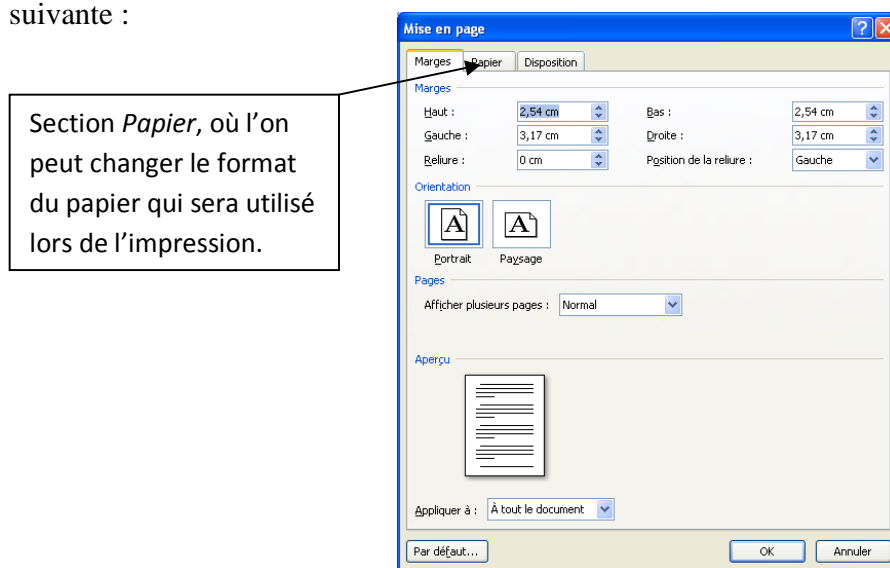 suivante :
Section Papier, où l'on
peut changer le format
du papier qui sera utilisé
lors de l'impression.
Mise en page
Marges Papier Disposition
Marges
Haut : 2,54 cm Bas : 2,54 cm
Gauche : 3,17 cm Droite : 3,17 cm
Reliure : 0 cm Position de la reliure : Gauche
Orientation
A A
Portrait Paysage
Pages
Afficher plusieurs pages : Normal
Aperçu
Appliquer à : À tout le document
Par défaut... OK Annuler